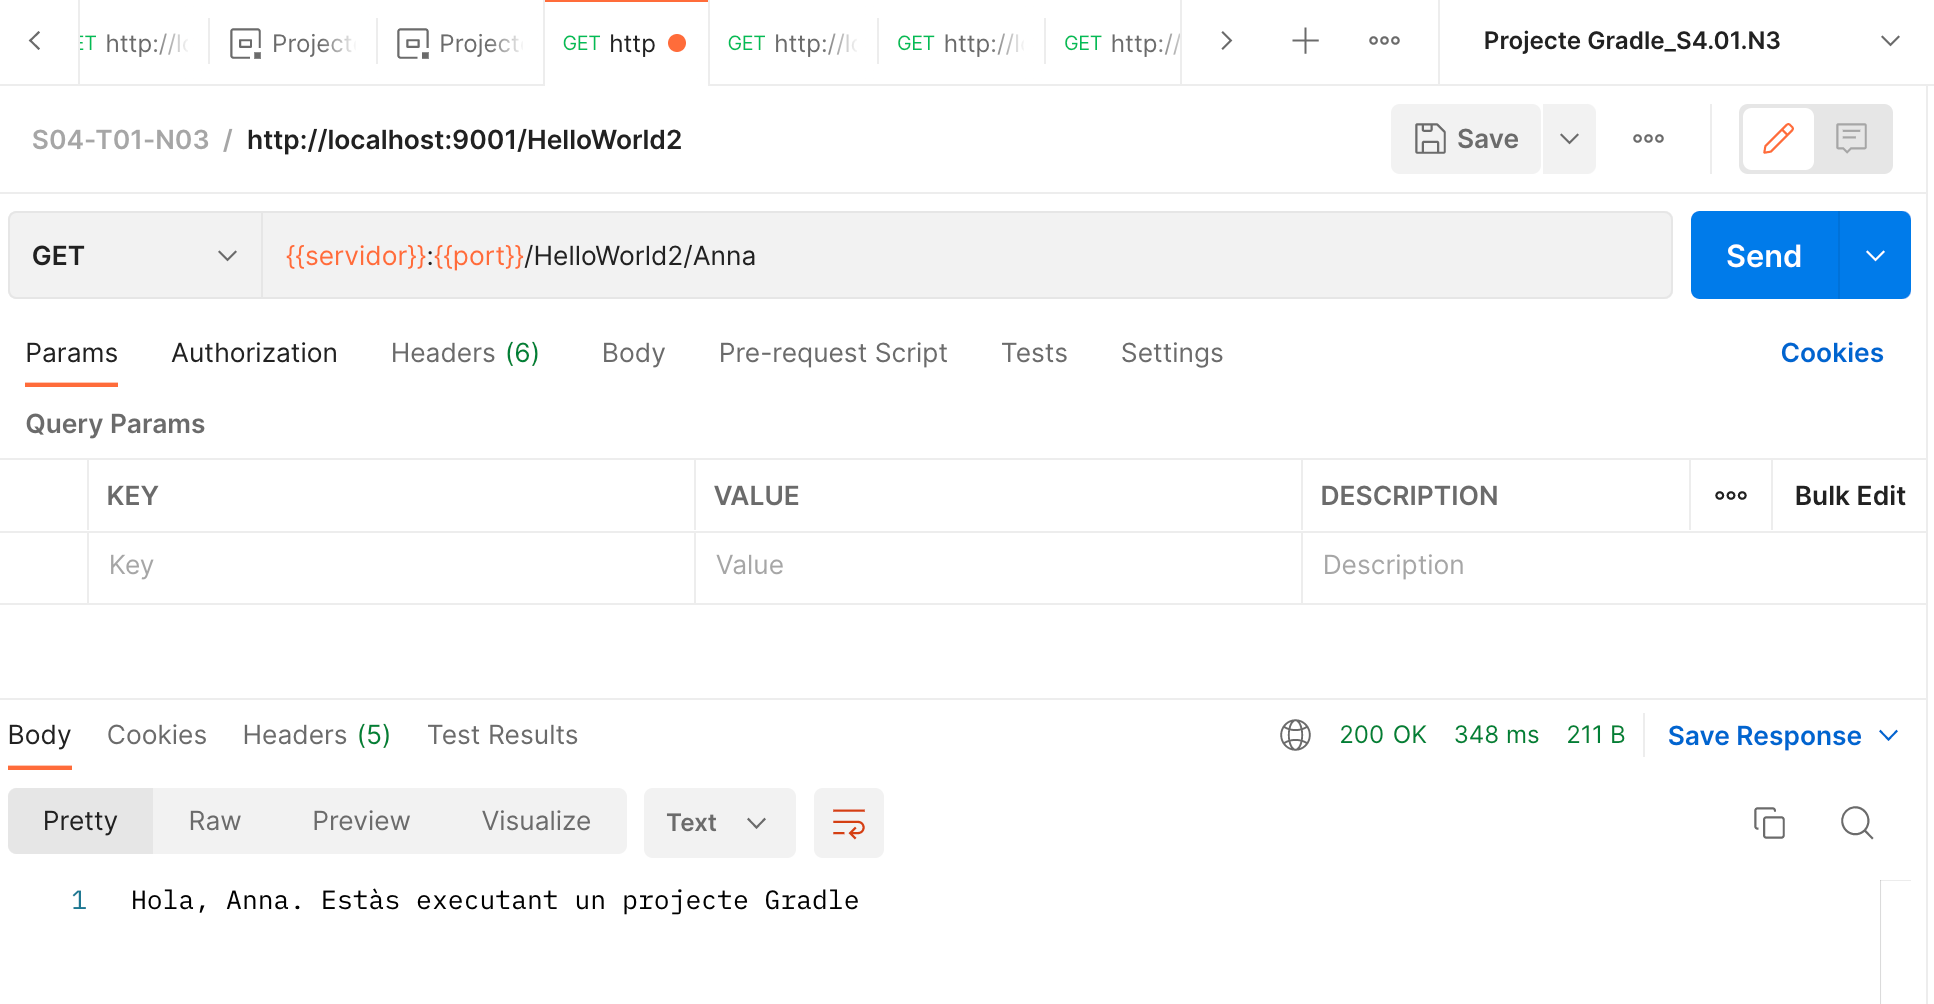 ET http://lo Project Project GET http GET http://lo GET http://l GET http:// Projecte Gradle_S4.01.N3
S04-T01-N03 / http://localhost:9001/HelloWorld2 Save
GET {{servidor}}:{{port}}/HelloWorld2/Anna Send
Params Authorization Headers (6) Body Pre-request Script Tests Settings Cookies
Query Params
KEY VALUE DESCRIPTION Bulk Edit
Key Value Description
Body Cookies Headers (5) Test Results 200 OK 348 ms 211 B Save Response
Pretty Raw Preview Visualize Text
1 Hola, Anna. Estàs executant un projecte Gradle